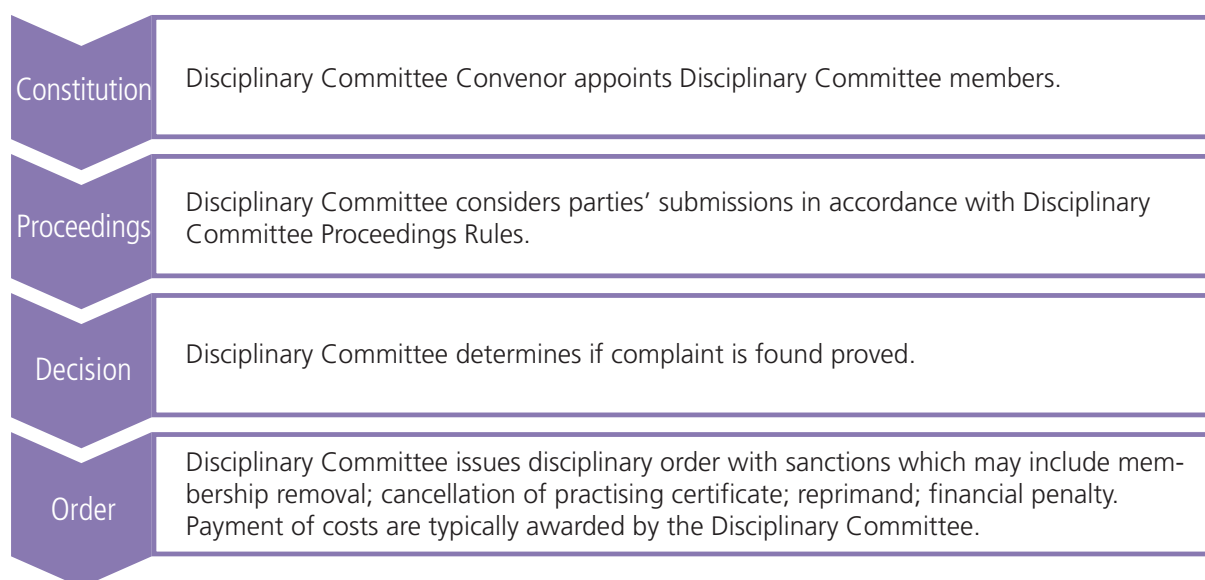 Constitution
Disciplinary Committee Convenor appoints Disciplinary Committee members.
Proceedings
Disciplinary Committee considers parties’ submissions in accordance with Disciplinary
Committee Proceedings Rules.
Decision
Disciplinary Committee determines if complaint is found proved.
Order
Disciplinary Committee issues disciplinary order with sanctions which may include mem-
bership removal; cancellation of practising certificate; reprimand; financial penalty.
Payment of costs are typically awarded by the Disciplinary Committee.